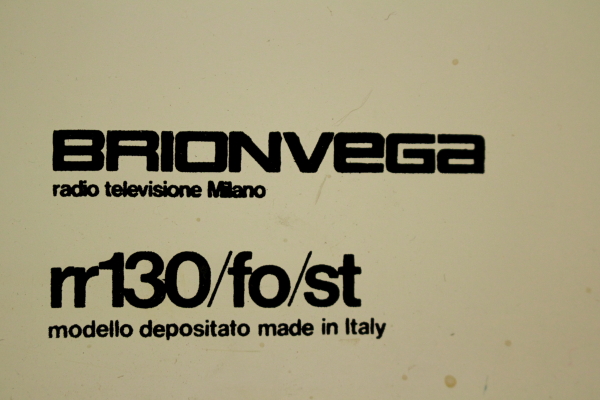 BRIONVEGA
radio televisione Milano
rr130/fo/st
modello depositato made in Italy